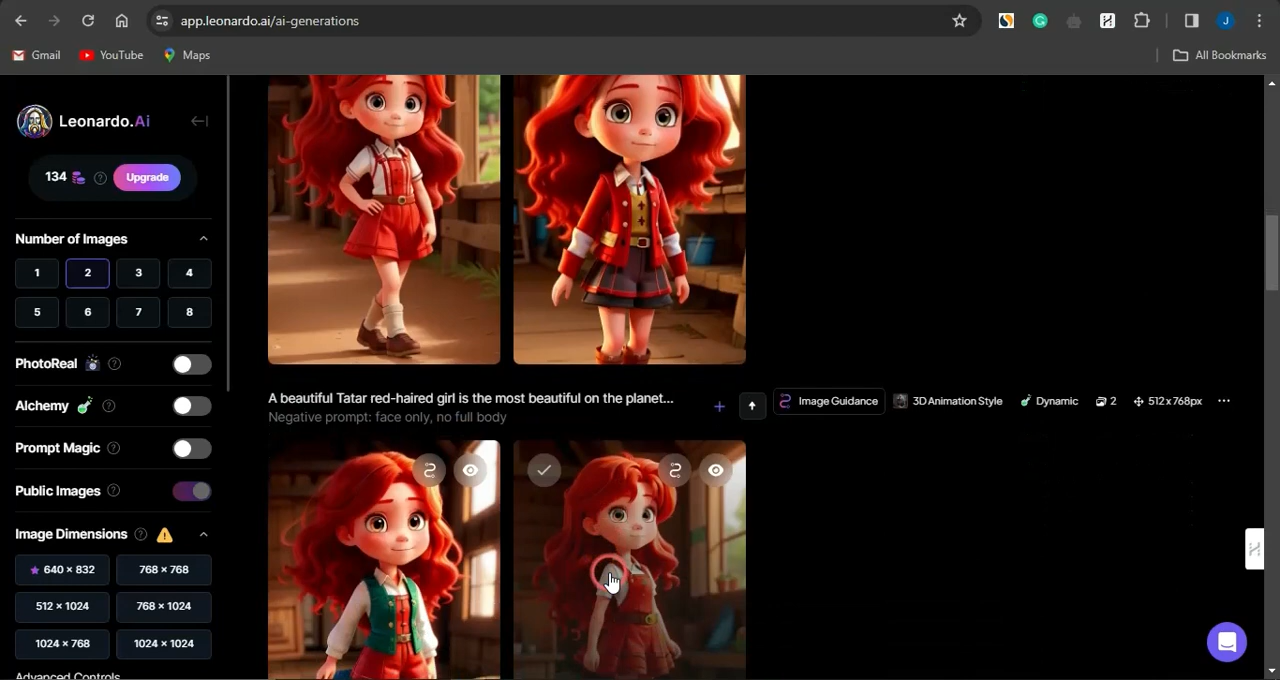 app.leonardo.ai/ai-generations
J
Gmail
YouTube
Maps
All Bookmarks
Leonardo.Ai
134
Upgrade
Number of Images
1 2 3 4
5 6 7 8
PhotoReal
Alchemy
Prompt Magic
Public Images
Image Dimensions
640 × 832 768 × 768
512 × 1024 768 × 1024
1024 × 768 1024 × 1024
Advanced Controls
A beautiful Tatar red-haired girl is the most beautiful on the planet...
Negative prompt: face only, no full body
Image Guidance 3D Animation Style Dynamic 2 512 x 768px